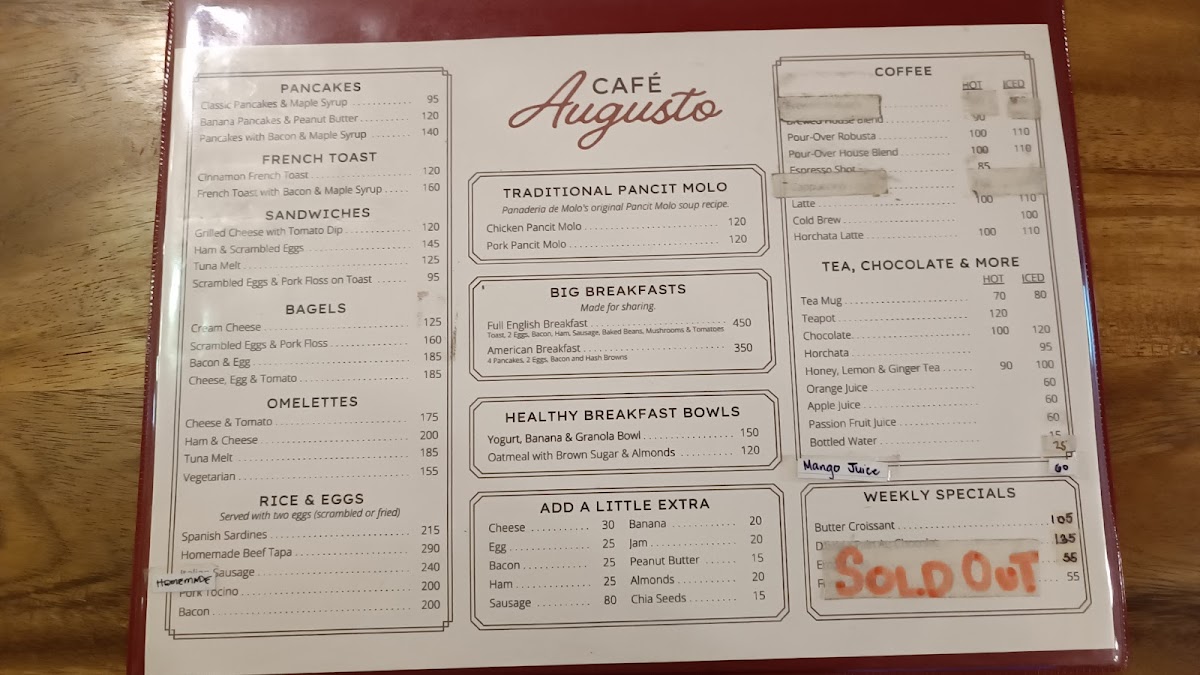 CAFÉ
Augusto
PANCAKES
Classic Pancakes & Maple Syrup 95
Banana Pancakes & Peanut Butter 120
Pancakes with Bacon & Maple Syrup 140
FRENCH TOAST
Cinnamon French Toast 120
French Toast with Bacon & Maple Syrup 160
SANDWICHES
Grilled Cheese with Tomato Dip 120
Ham & Scrambled Eggs 145
Tuna Melt 125
Scrambled Eggs & Pork Floss on Toast 95
BAGELS
Cream Cheese 125
Scrambled Eggs & Pork Floss 160
Bacon & Egg 185
Cheese, Egg & Tomato 185
OMELETTES
Cheese & Tomato 175
Ham & Cheese 200
Tuna Melt 185
Vegetarian 155
RICE & EGGS
Served with two eggs (scrambled or fried)
Spanish Sardines 215
Homemade Beef Tapa 290
HOMEMADE Sausage 240
Pork Tocino 200
Bacon 200
TRADITIONAL PANCIT MOLO
Panaderia de Molo's original Pancit Molo soup recipe.
Chicken Pancit Molo 120
Pork Pancit Molo 120
BIG BREAKFASTS
Made for sharing.
Full English Breakfast 450
Toast, 2 Eggs, Bacon, Ham, Sausage, Baked Beans, Mushrooms & Tomatoes
American Breakfast 350
4 Pancakes, 2 Eggs, Bacon and Hash Browns
HEALTHY BREAKFAST BOWLS
Yogurt, Banana & Granola Bowl 150
Oatmeal with Brown Sugar & Almonds 120
ADD A LITTLE EXTRA
Cheese 30 Banana 20
Egg 25 Jam 20
Bacon 25 Peanut Butter 15
Ham 25 Almonds 20
Sausage 80 Chia Seeds 15
COFFEE
HOT ICED
Brewed House Blend 90
Pour-Over Robusta 100 110
Pour-Over House Blend 100 110
Espresso Shot 85
Cappuccino
Latte 100 110
Cold Brew 100
Horchata Latte 100 110
TEA, CHOCOLATE & MORE
HOT ICED
Tea Mug 70 80
Teapot 120
Chocolate 100 120
Horchata 95
Honey, Lemon & Ginger Tea 90 100
Orange Juice 60
Apple Juice 60
Passion Fruit Juice 60
Bottled Water 15 25
Mango Juice 60
WEEKLY SPECIALS
Butter Croissant 105
135
55
55
SOLD OUT